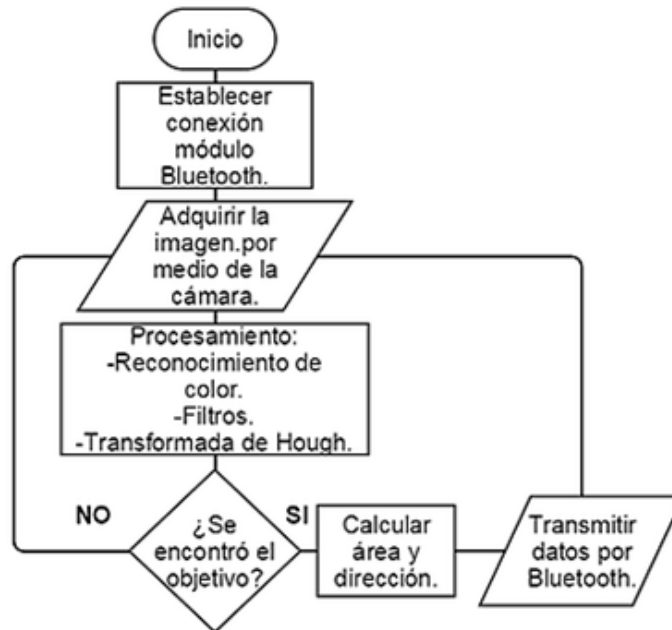 Inicio
Establecer
conexión
módulo
Bluetooth.
Adquirir la
imagen.por
medio de la
cámara.
Procesamiento:
-Reconocimiento de
color.
-Filtros.
-Transformada de Hough.
NO
¿Se
encontró el
objetivo?
SI
Calcular
área y
dirección.
Transmitir
datos por
Bluetooth.